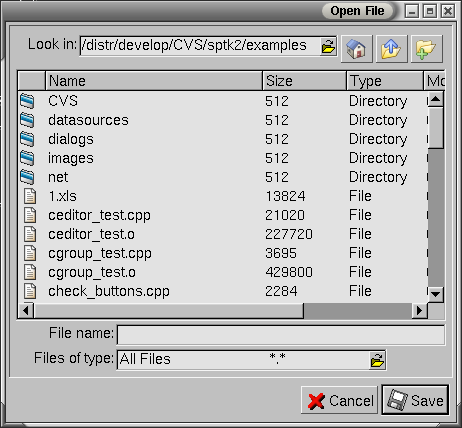 Open File
Look in: /distr/develop/CVS/sptk2/examples
Name Size Type Mo
CVS 512 Directory
datasources 512 Directory
dialogs 512 Directory
images 512 Directory
net 512 Directory
1.xls 13824 File
ceditor_test.cpp 21020 File
ceditor_test.o 227720 File
cgroup_test.cpp 3695 File
cgroup_test.o 429800 File
check_buttons.cpp 2284 File
File name:
Files of type: All Files *.*
Cancel Save